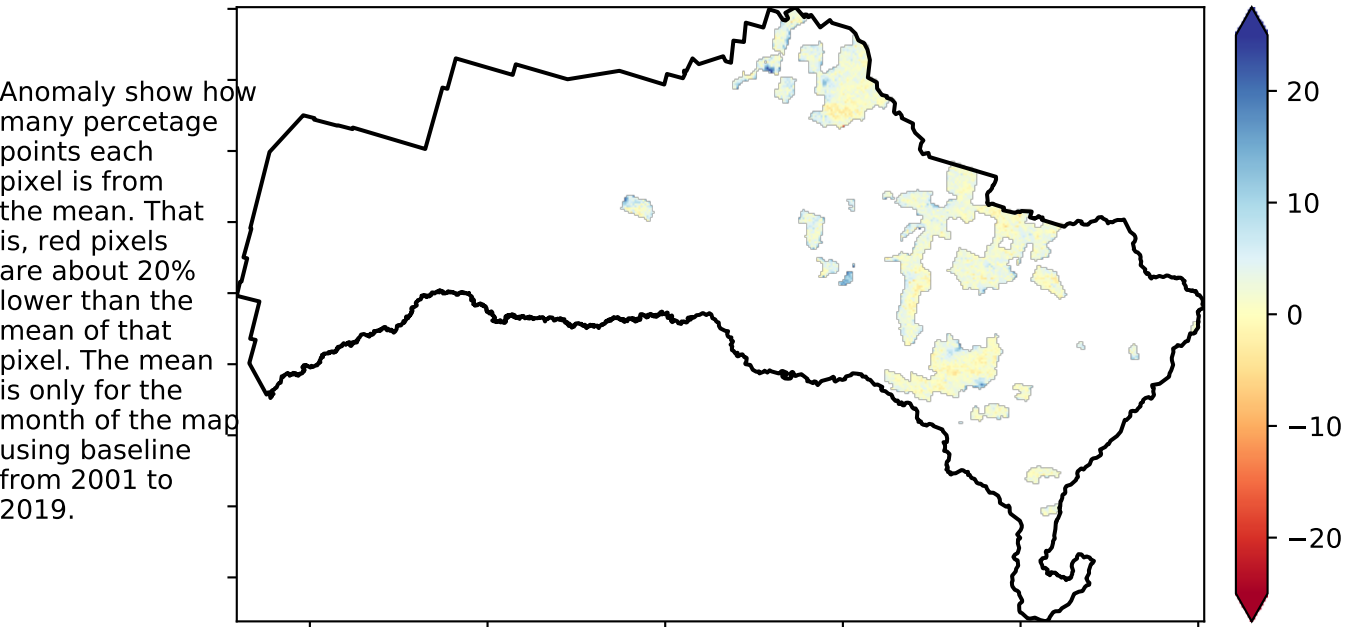 Anomaly show how
many percetage
points each
pixel is from
the mean. That
is, red pixels
are about 20%
lower than the
mean of that
pixel. The mean
is only for the
month of the map
using baseline
from 2001 to
2019.
20
10
0
−10
−20